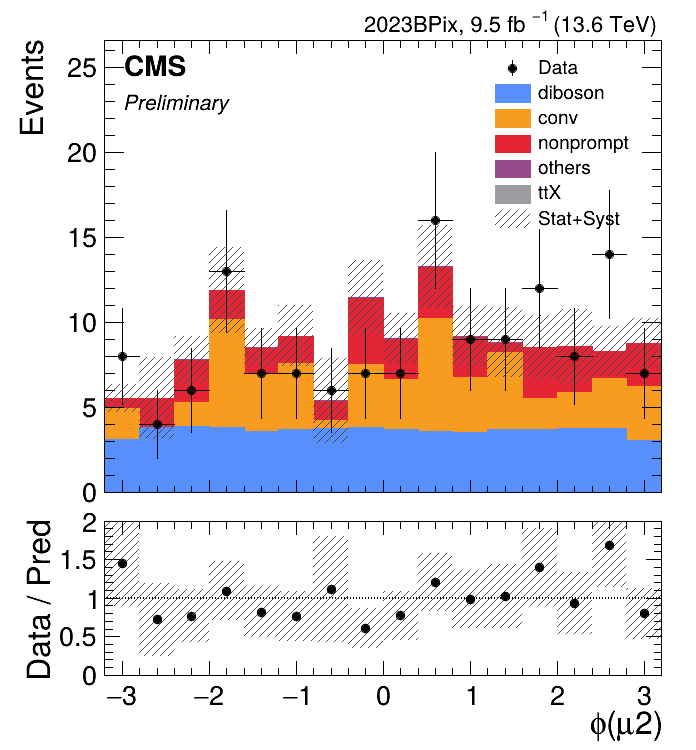 2023BPix, 9.5 fb⁻¹ (13.6 TeV)
Events
25
20
15
10
5
0
CMS
Preliminary
Data
diboson
conv
nonprompt
others
ttX
Stat+Syst
Data / Pred
2
1.5
1
0.5
0
−3 −2 −1 0 1 2 3
ϕ(μ2)